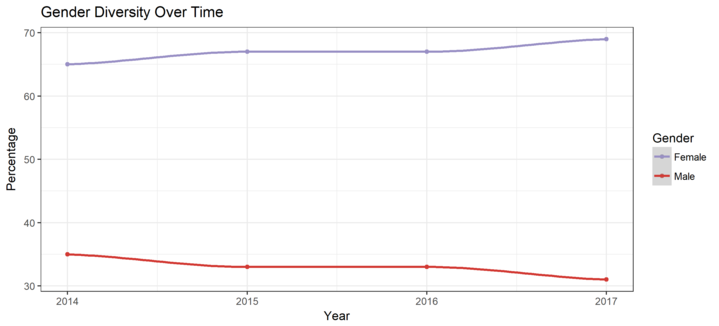 Gender Diversity Over Time
70
60
50
40
30
Percentage
2014 2015 2016 2017
Year
Gender
Female
Male